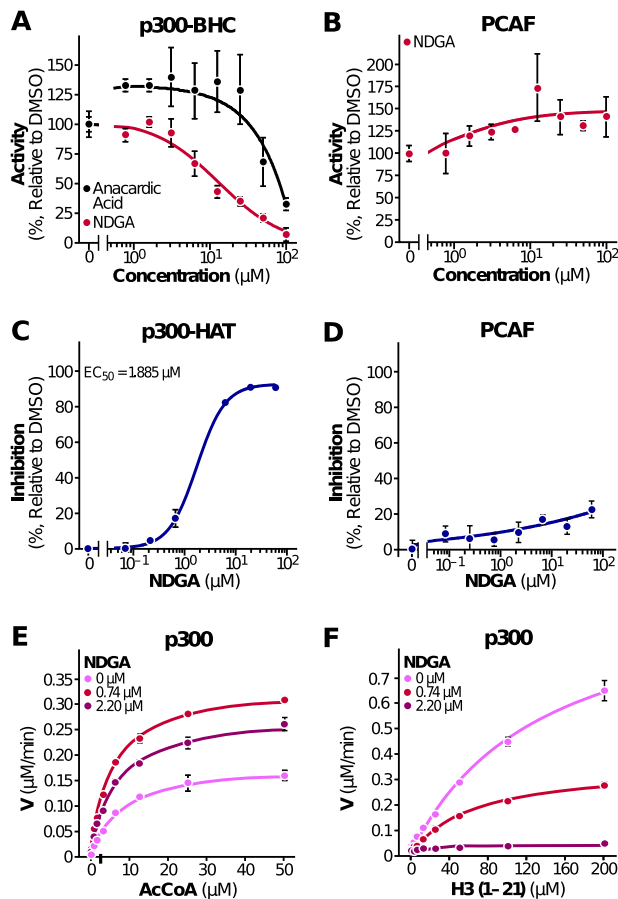 A
p300-BHC
Activity
(%, Relative to DMSO)
150
125
100
75
50
25
0
Anacardic
Acid
NDGA
0
10⁰
10¹
10²
Concentration (µM)
B
PCAF
NDGA
Activity
(%, Relative to DMSO)
200
175
150
125
100
75
50
25
0
0
10⁰
10¹
10²
Concentration (µM)
C
p300-HAT
EC₅₀ = 1.885 µM
Inhibition
(%, Relative to DMSO)
100
80
60
40
20
0
0
10⁻¹
10⁰
10¹
10²
NDGA (µM)
D
PCAF
Inhibition
(%, Relative to DMSO)
100
80
60
40
20
0
0
10⁻¹
10⁰
10¹
10²
NDGA (µM)
E
p300
NDGA
0 µM
0.74 µM
2.20 µM
V (µM/min)
0.35
0.30
0.25
0.20
0.15
0.10
0.05
0
0
10
20
30
40
50
AcCoA (µM)
F
p300
NDGA
0 µM
0.74 µM
2.20 µM
V (µM/min)
0.7
0.6
0.5
0.4
0.3
0.2
0.1
0
0
40
80
120
160
200
H3 (1–21) (µM)